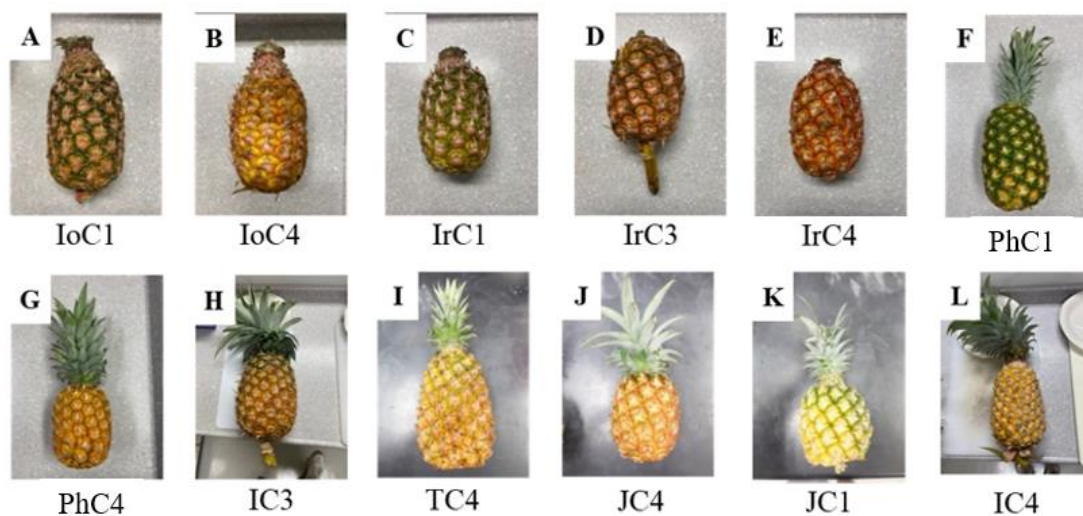 A B C D E F
IoC1 IoC4 IrC1 IrC3 IrC4 PhC1
G H I J K L
PhC4 IC3 TC4 JC4 JC1 IC4